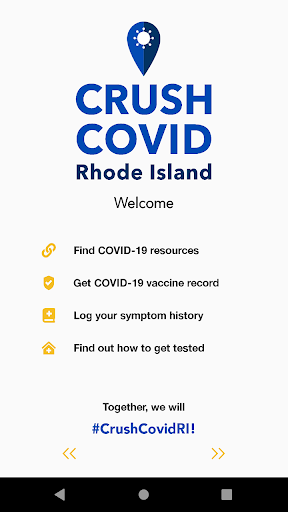 CRUSH
COVID
Rhode Island
Welcome
Find COVID-19 resources
Get COVID-19 vaccine record
Log your symptom history
Find out how to get tested
Together, we will
#CrushCovidRI!